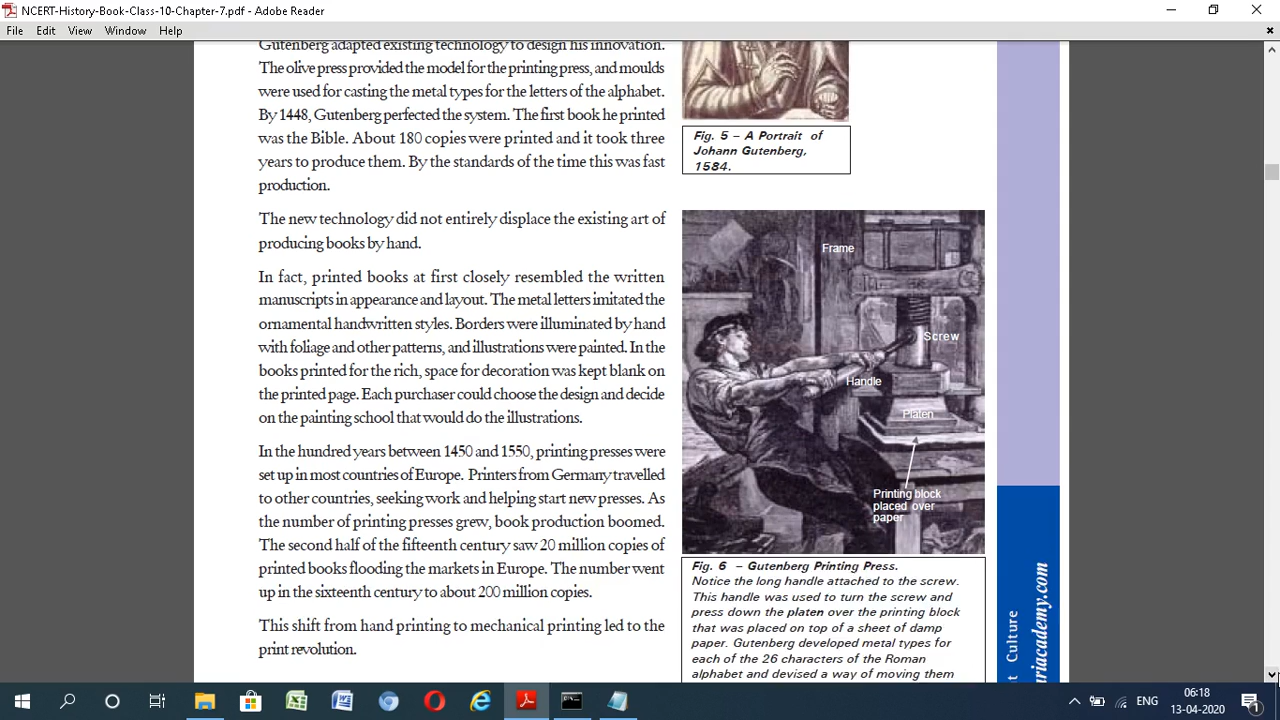 NCERT-History-Book-Class-10-Chapter-7.pdf - Adobe Reader
File Edit View Window Help
Gutenberg adapted existing technology to design his innovation.
The olive press provided the model for the printing press, and moulds
were used for casting the metal types for the letters of the alphabet.
By 1448, Gutenberg perfected the system. The first book he printed
was the Bible. About 180 copies were printed and it took three
years to produce them. By the standards of the time this was fast
production.
The new technology did not entirely displace the existing art of
producing books by hand.
In fact, printed books at first closely resembled the written
manuscripts in appearance and layout. The metal letters imitated the
ornamental handwritten styles. Borders were illuminated by hand
with foliage and other patterns, and illustrations were painted. In the
books printed for the rich, space for decoration was kept blank on
the printed page. Each purchaser could choose the design and decide
on the painting school that would do the illustrations.
In the hundred years between 1450 and 1550, printing presses were
set up in most countries of Europe. Printers from Germany travelled
to other countries, seeking work and helping start new presses. As
the number of printing presses grew, book production boomed.
The second half of the fifteenth century saw 20 million copies of
printed books flooding the markets in Europe. The number went
up in the sixteenth century to about 200 million copies.
This shift from hand printing to mechanical printing led to the
print revolution.
Fig. 5 – A Portrait of
Johann Gutenberg,
1584.
Frame
Screw
Handle
Platen
Printing block
placed over
paper
Fig. 6 – Gutenberg Printing Press.
Notice the long handle attached to the screw.
This handle was used to turn the screw and
press down the platen over the printing block
that was placed on top of a sheet of damp
paper. Gutenberg developed metal types for
each of the 26 characters of the Roman
alphabet and devised a way of moving them
Culture
ENG
06:18
13-04-2020
1